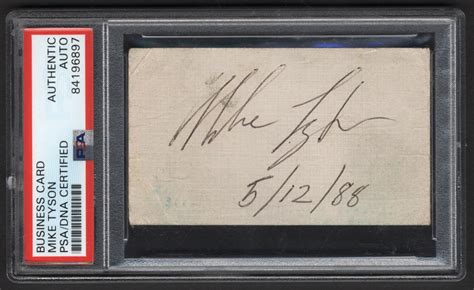 BUSINESS CARD
MIKE TYSON
PSA/DNA CERTIFIED
PSA
AUTHENTIC
AUTO
84196897
Mike Tyson
5/12/88